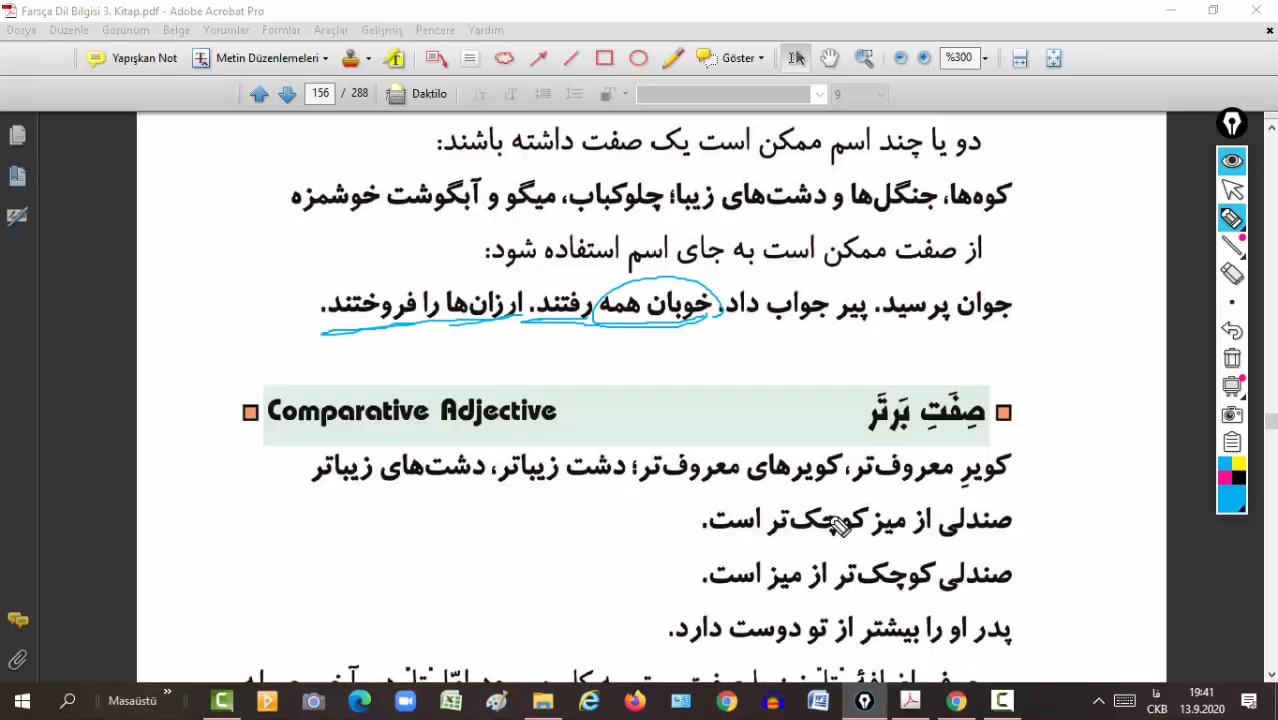 Farsça Dil Bilgisi 3. Kitap.pdf - Adobe Acrobat Pro
Dosya Düzenle Görünüm Belge Yorumlar Formlar Araçlar Gelişmiş Pencere Yardım
Yapışkan Not Metin Düzenlemeleri Göster %300
156 / 288 Daktilo 9
دو یا چند اسم ممکن است یک صفت داشته باشند:
کوه‌ها، جنگل‌ها و دشت‌های زیبا؛ چلوکباب، میگو و آبگوشت خوشمزه
از صفت ممکن است به جای اسم استفاده شود:
جوان پرسید. پیر جواب داد. خوبان همه رفتند. ارزان‌ها را فروختند.
صِفَتِ بَرتَر Comparative Adjective
کویرِ معروف‌تر، کویرهای معروف‌تر؛ دشت زیباتر، دشت‌های زیباتر
صندلی از میز کوچک‌تر است.
صندلی کوچک‌تر از میز است.
پدر او را بیشتر از تو دوست دارد.
Masaüstü
فا 19:41
CKB 13.9.2020